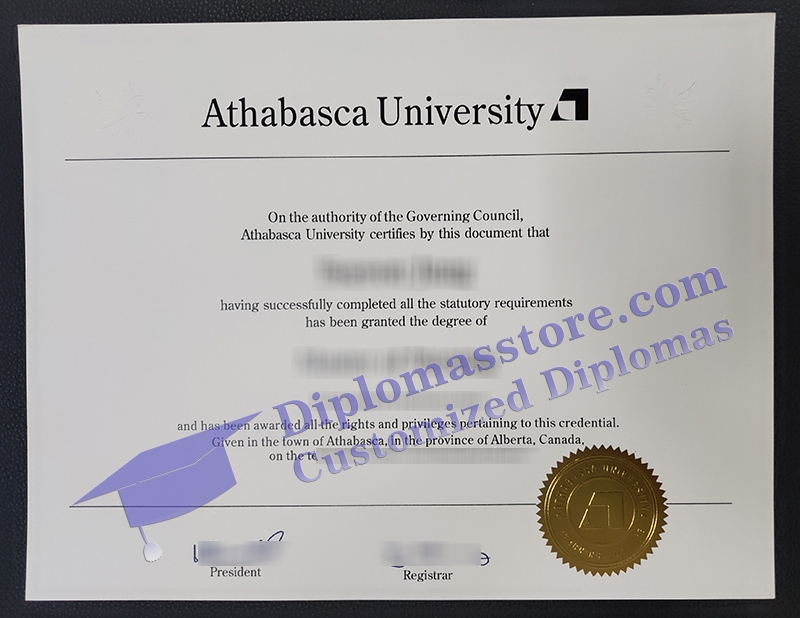 Athabasca University
On the authority of the Governing Council,
Athabasca University certifies by this document that
having successfully completed all the statutory requirements
has been granted the degree of
Diplomasstore.com
Customized Diplomas
and has been awarded all the rights and privileges pertaining to this credential.
Given in the town of Athabasca, in the province of Alberta, Canada,
on the
ATHABASCA UNIVERSITY
President
Registrar